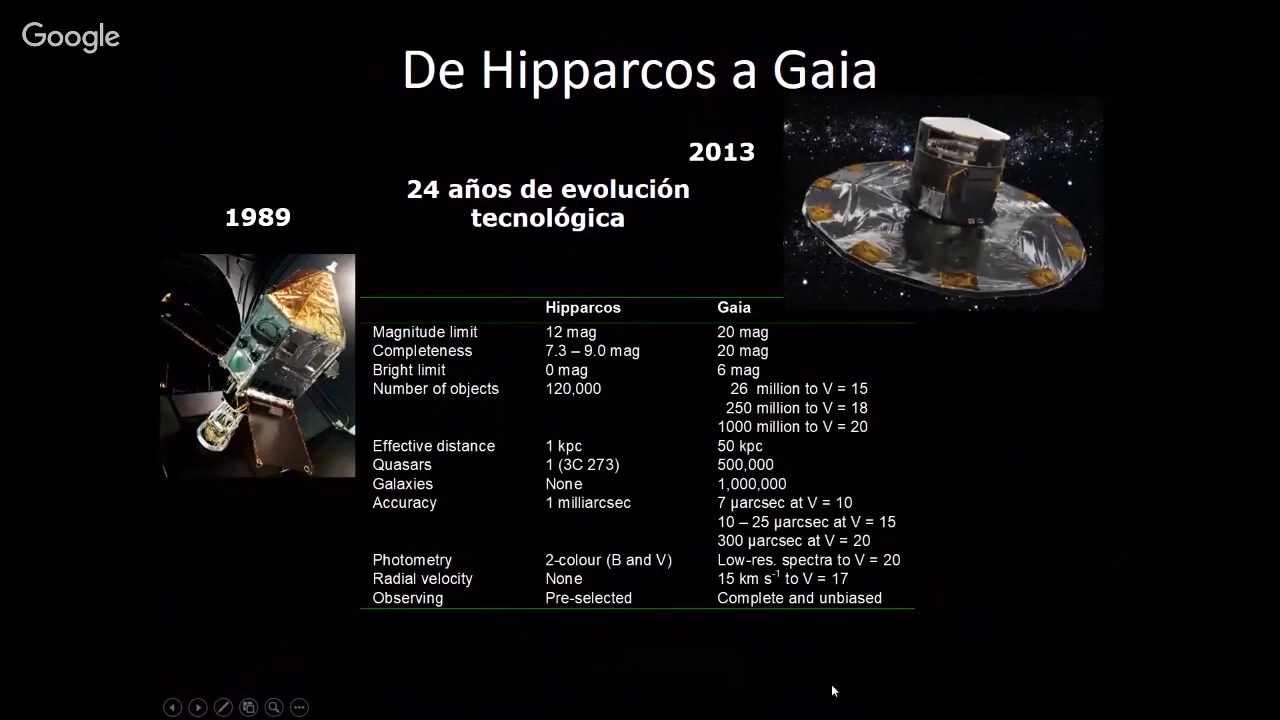 Google
De Hipparcos a Gaia
2013
24 años de evolución
tecnológica
1989
Hipparcos Gaia
Magnitude limit 12 mag 20 mag
Completeness 7.3 – 9.0 mag 20 mag
Bright limit 0 mag 6 mag
Number of objects 120,000 26 million to V = 15
250 million to V = 18
1000 million to V = 20
Effective distance 1 kpc 50 kpc
Quasars 1 (3C 273) 500,000
Galaxies None 1,000,000
Accuracy 1 milliarcsec 7 µarcsec at V = 10
10 – 25 µarcsec at V = 15
300 µarcsec at V = 20
Photometry 2-colour (B and V) Low-res. spectra to V = 20
Radial velocity None 15 km s⁻¹ to V = 17
Observing Pre-selected Complete and unbiased